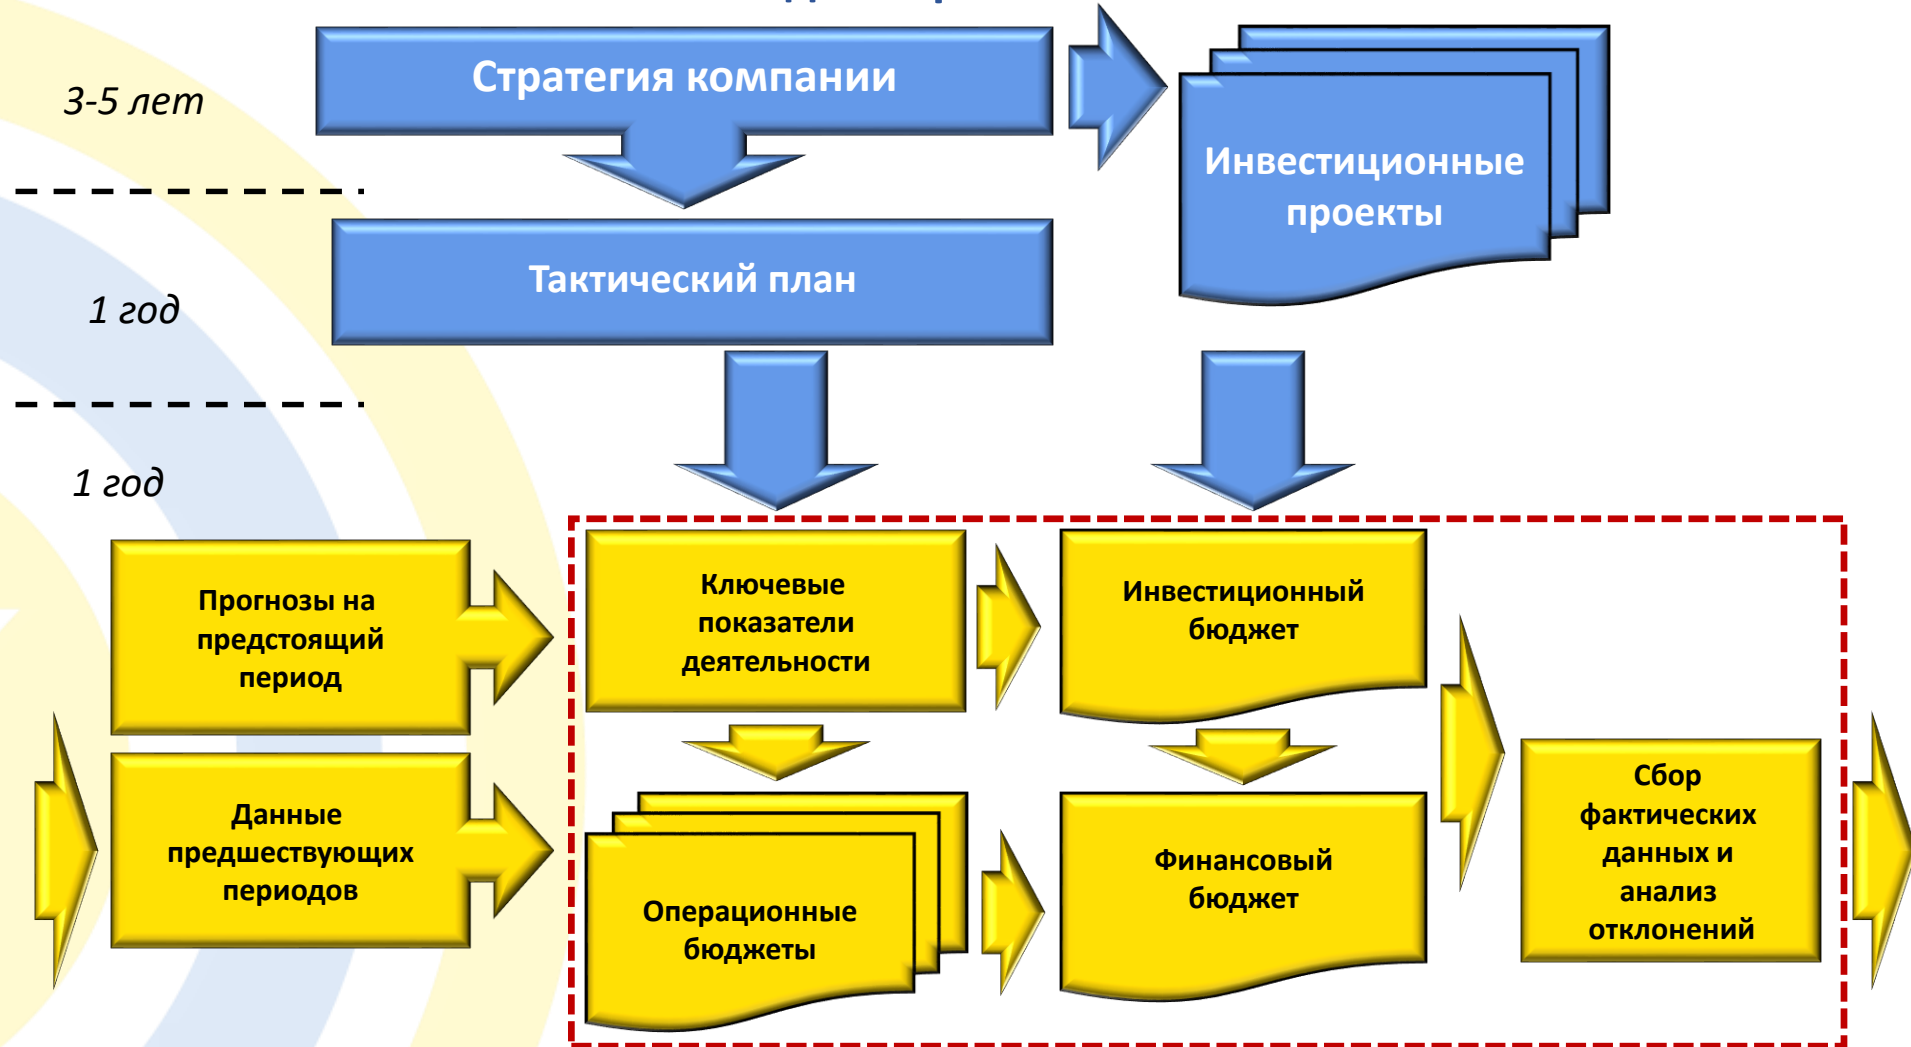 Стратегия компании
3-5 лет
Инвестиционные
проекты
Тактический план
1 год
1 год
Прогнозы на
предстоящий
период
Ключевые
показатели
деятельности
Инвестиционный
бюджет
Данные
предшествующих
периодов
Операционные
бюджеты
Финансовый
бюджет
Сбор
фактических
данных и
анализ
отклонений